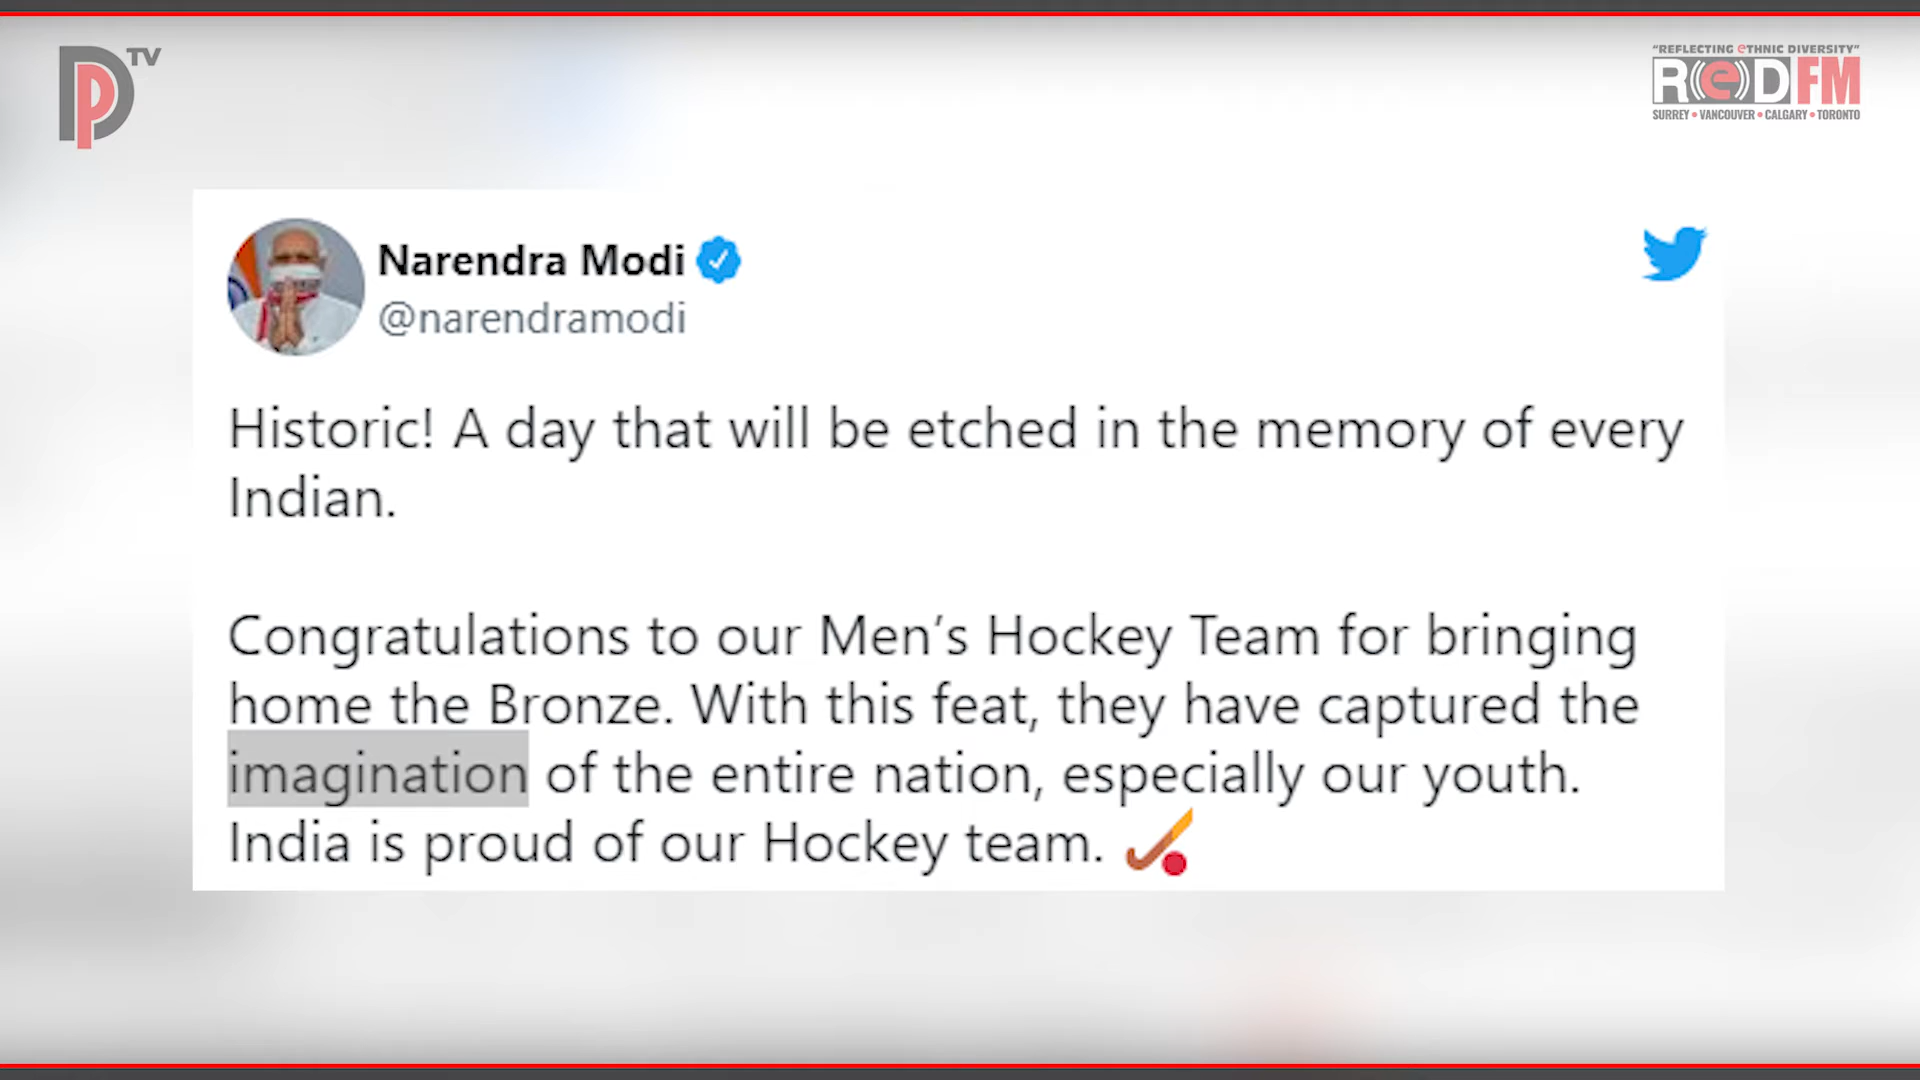 TV
DP
"REFLECTING eTHNIC DIVERSITY"
ReDFM
SURREY • VANCOUVER • CALGARY • TORONTO
Narendra Modi
@narendramodi
Historic! A day that will be etched in the memory of every
Indian.
Congratulations to our Men’s Hockey Team for bringing
home the Bronze. With this feat, they have captured the
imagination of the entire nation, especially our youth.
India is proud of our Hockey team. 🏑